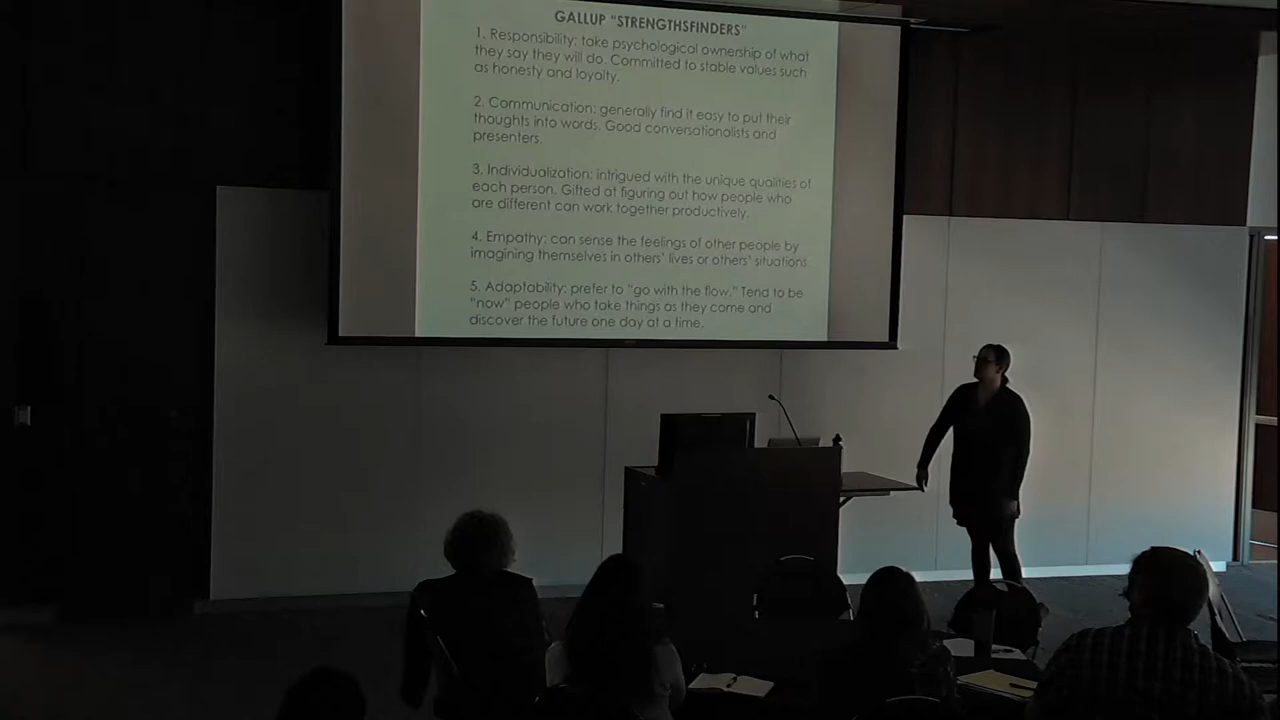 GALLUP "STRENGTHSFINDERS"
1. Responsibility: take psychological ownership of what
they say they will do. Committed to stable values such
as honesty and loyalty.
2. Communication: generally find it easy to put their
thoughts into words. Good conversationalists and
presenters.
3. Individualization: intrigued with the unique qualities of
each person. Gifted at figuring out how people who
are different can work together productively.
4. Empathy: can sense the feelings of other people by
imagining themselves in others' lives or others' situations
5. Adaptability: prefer to "go with the flow." Tend to be
"now" people who take things as they come and
discover the future one day at a time.